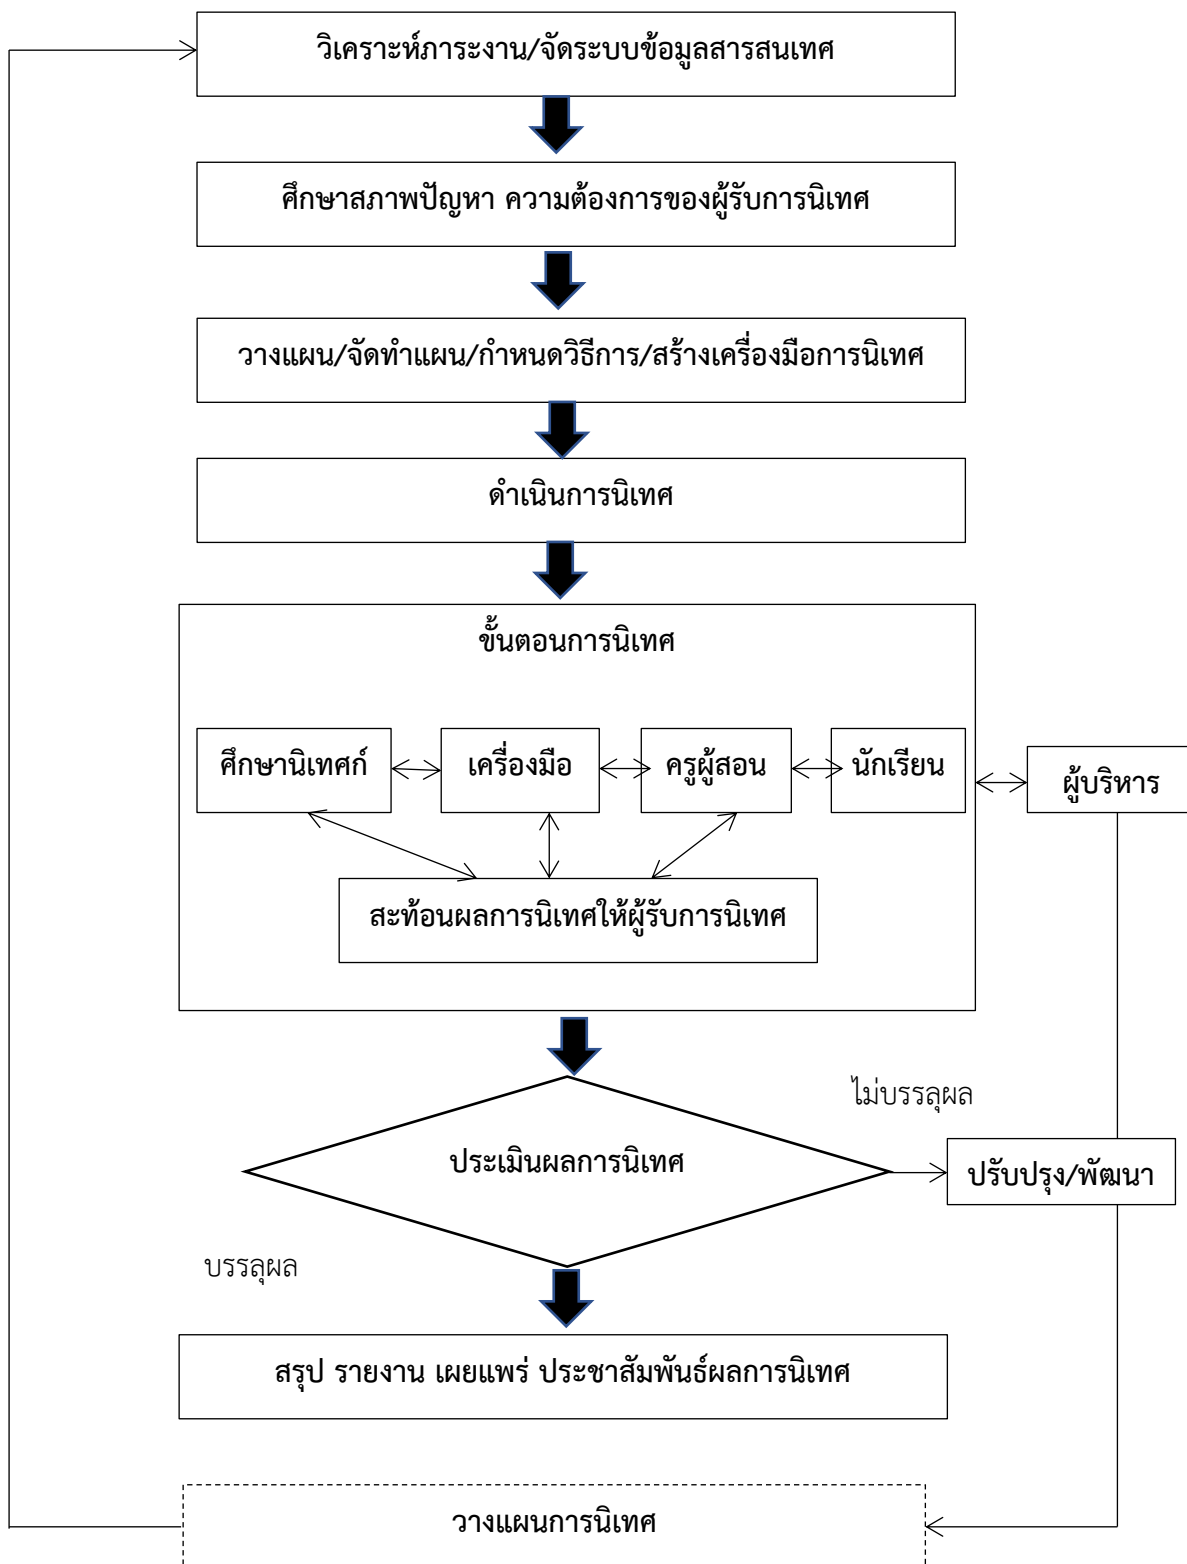 วิเคราะห์ภาระงาน/จัดระบบข้อมูลสารสนเทศ
ศึกษาสภาพปัญหา ความต้องการของผู้รับการนิเทศ
วางแผน/จัดทำแผน/กำหนดวิธีการ/สร้างเครื่องมือการนิเทศ
ดำเนินการนิเทศ
ขั้นตอนการนิเทศ
ศึกษานิเทศก์
เครื่องมือ
ครูผู้สอน
นักเรียน
ผู้บริหาร
สะท้อนผลการนิเทศให้ผู้รับการนิเทศ
ไม่บรรลุผล
ประเมินผลการนิเทศ
ปรับปรุง/พัฒนา
บรรลุผล
สรุป รายงาน เผยแพร่ ประชาสัมพันธ์ผลการนิเทศ
วางแผนการนิเทศ